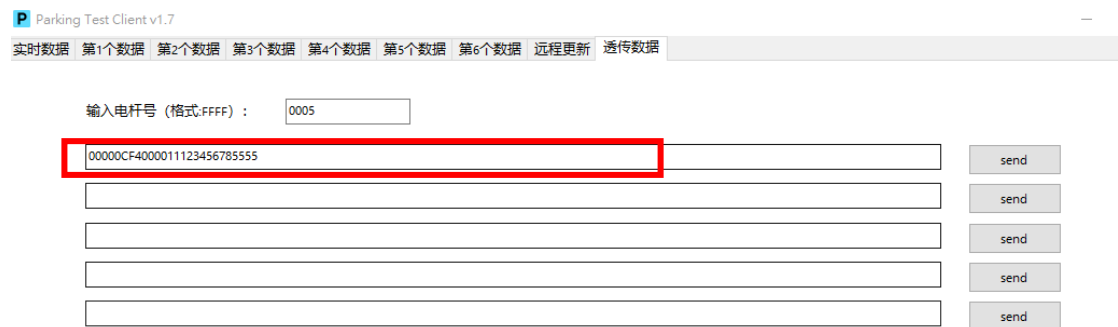 P Parking Test Client v1.7
实时数据 第1个数据 第2个数据 第3个数据 第4个数据 第5个数据 第6个数据 远程更新 透传数据
输入电杆号（格式:FFFF）: 0005
00000CF4000011123456785555 send
send
send
send
send